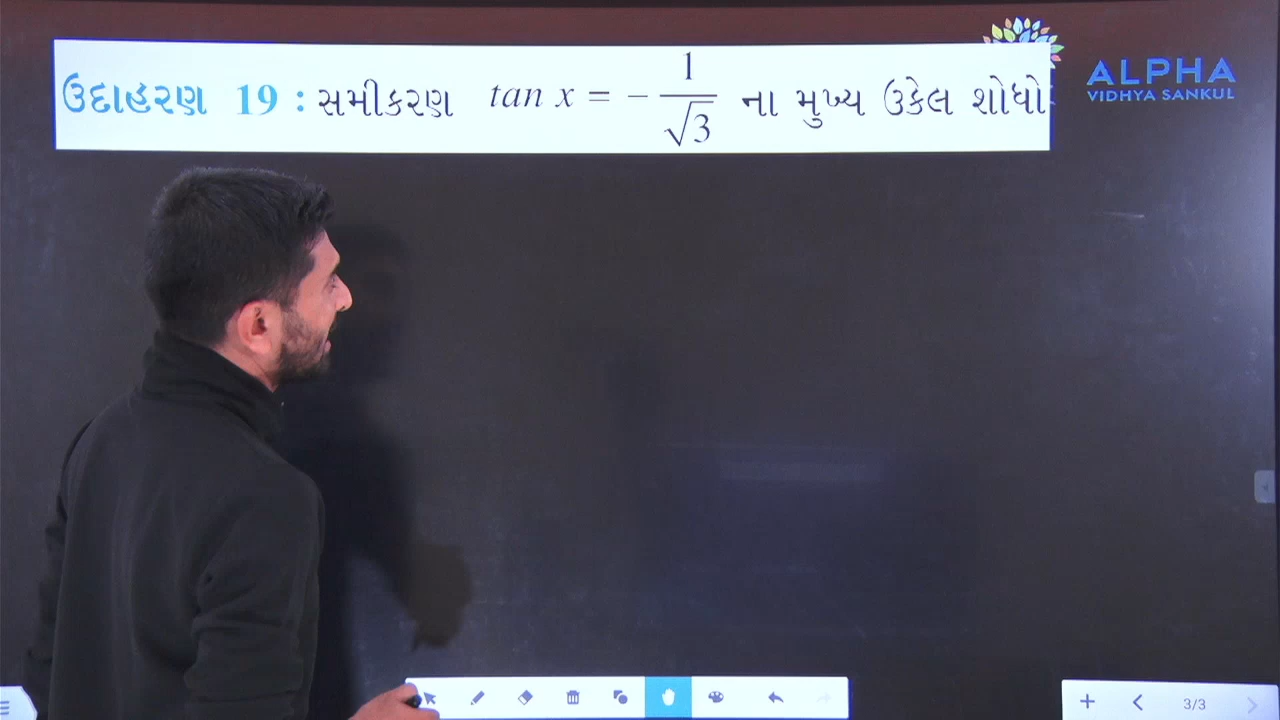 ઉદાહરણ 19 : સમીકરણ tan x = − 1/√3 ના મુખ્ય ઉકેલ શોધો
ALPHA
VIDHYA SANKUL
3/3